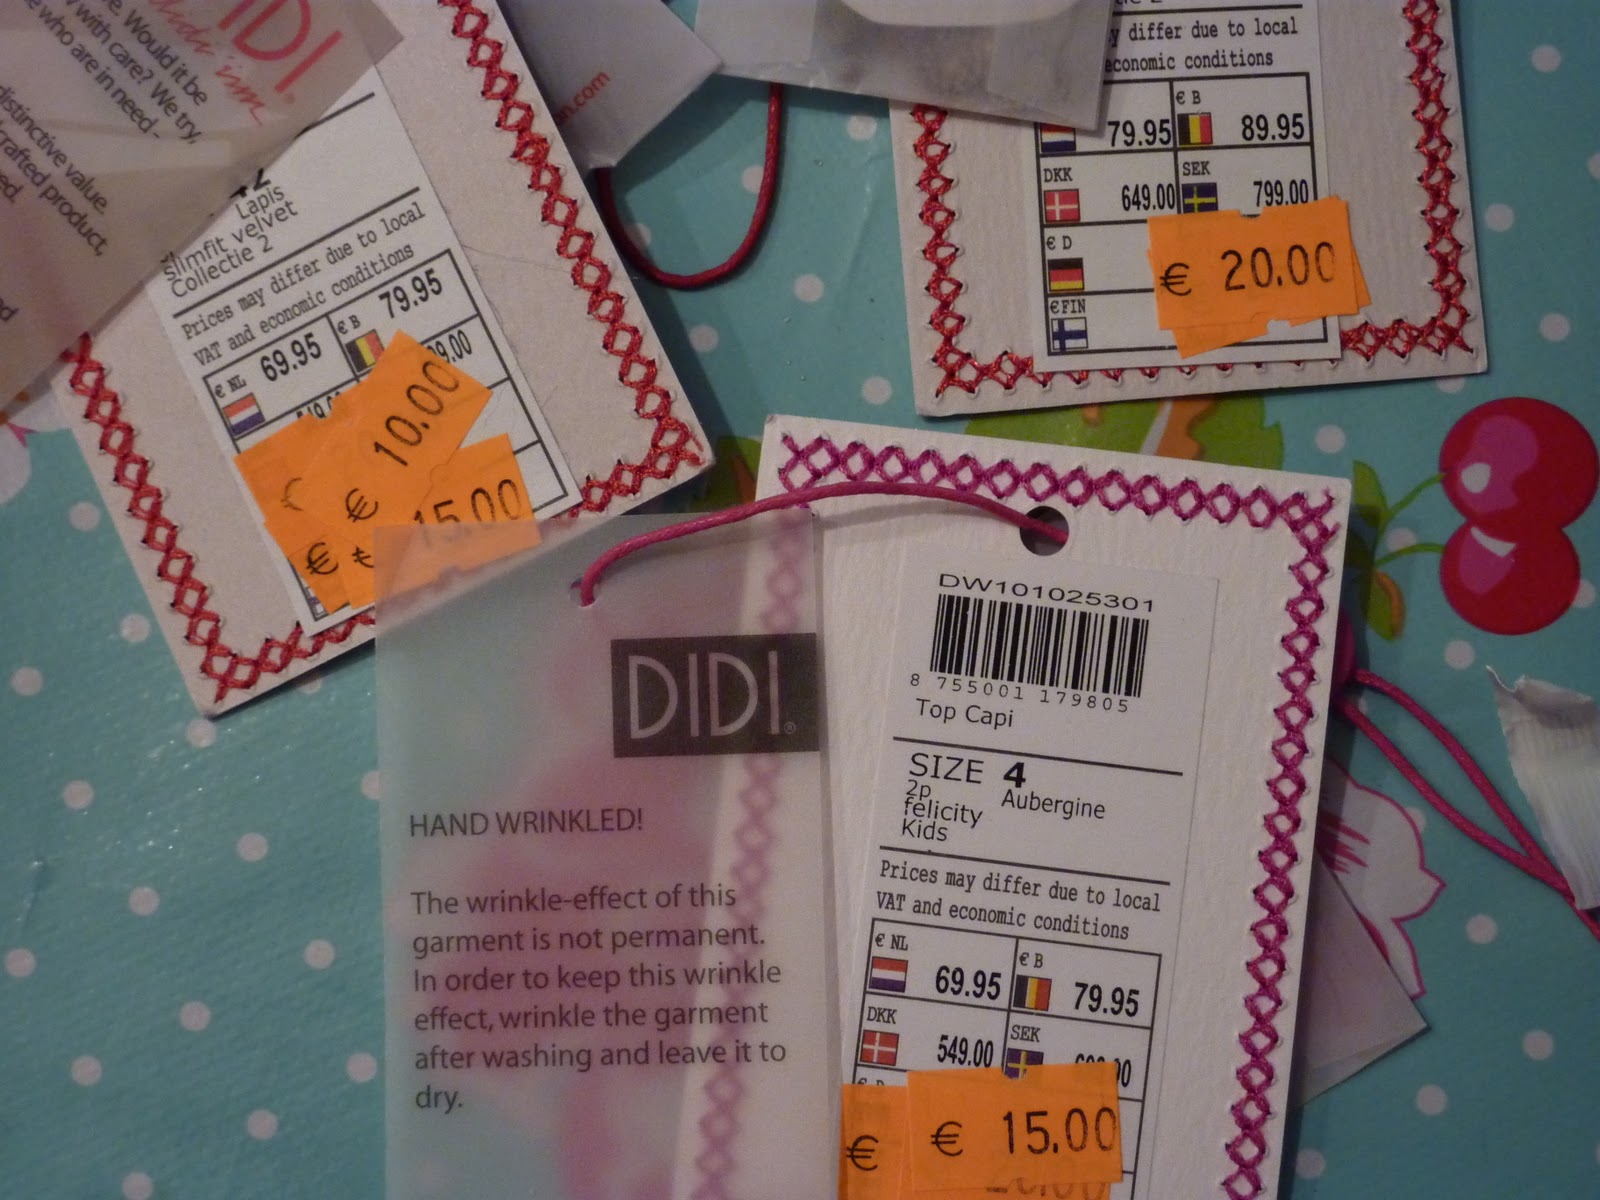 DIDI®
e. Would it be
with care? We try,
who are in need -
distinctive value.
crafted product,
Lapis
slimfit velvet
Collectie 2
Prices may differ due to local
VAT and economic conditions
€ NL 69.95
€ B 79.95
€ 10.00
€
€
15.00
.com
differ due to local
economic conditions
79.95
€ B 89.95
DKK 649.00
SEK 799.00
€ D
€FIN
€ 20.00
DIDI®
HAND WRINKLED!
The wrinkle-effect of this
garment is not permanent.
In order to keep this wrinkle
effect, wrinkle the garment
after washing and leave it to
dry.
DW101025301
8 755001 179805
Top Capi
SIZE 4
2p Aubergine
felicity
Kids
Prices may differ due to local
VAT and economic conditions
€ NL 69.95
€ B 79.95
DKK 549.00
SEK
€
€ 15.00